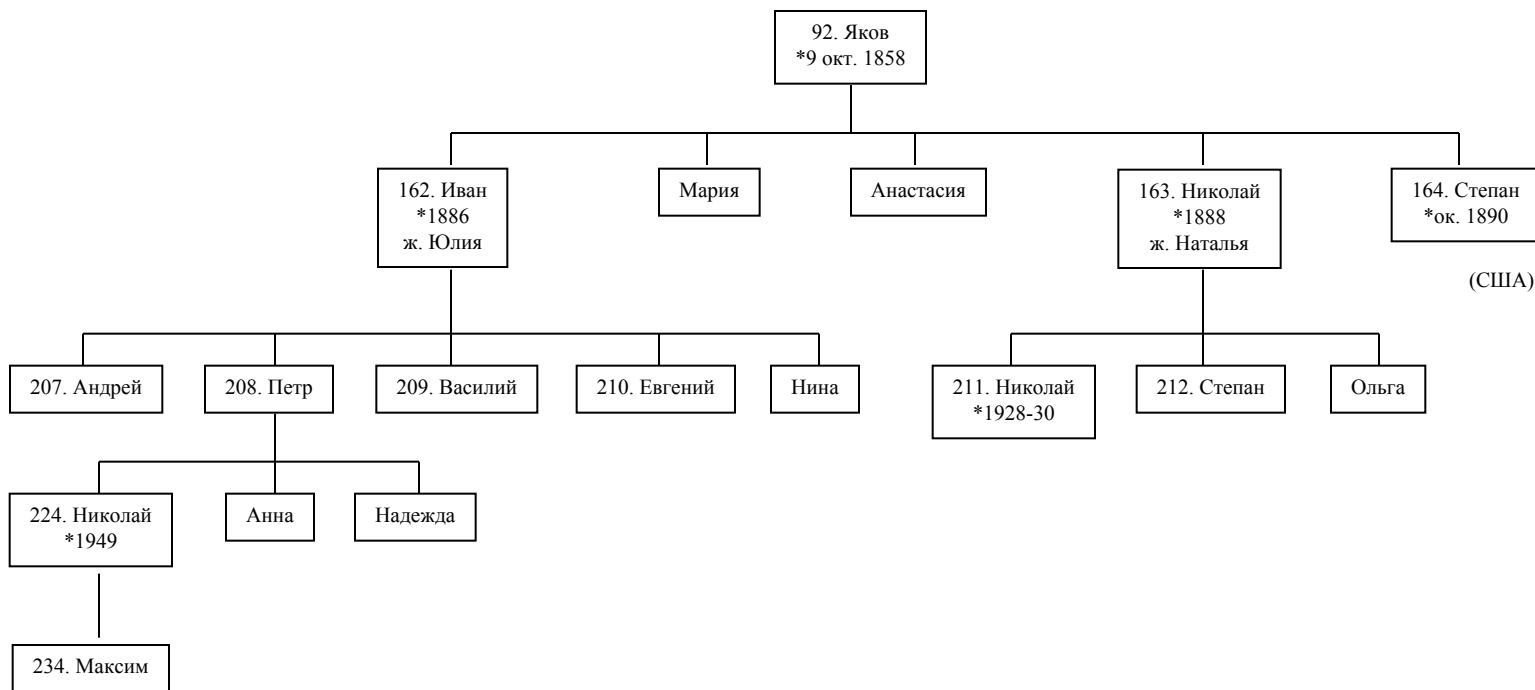 92. Яков
*9 окт. 1858
162. Иван
*1886
ж. Юлия
Мария
Анастасия
163. Николай
*1888
ж. Наталья
164. Степан
*ок. 1890
(США)
207. Андрей
208. Петр
209. Василий
210. Евгений
Нина
211. Николай
*1928-30
212. Степан
Ольга
224. Николай
*1949
Анна
Надежда
234. Максим